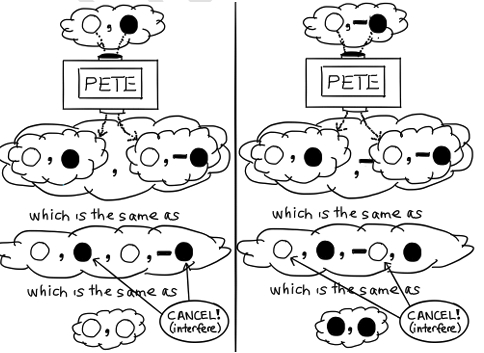 PETE
which is the same as
which is the same as
CANCEL!
(interfere)
PETE
which is the same as
which is the same as
CANCEL!
(interfere)